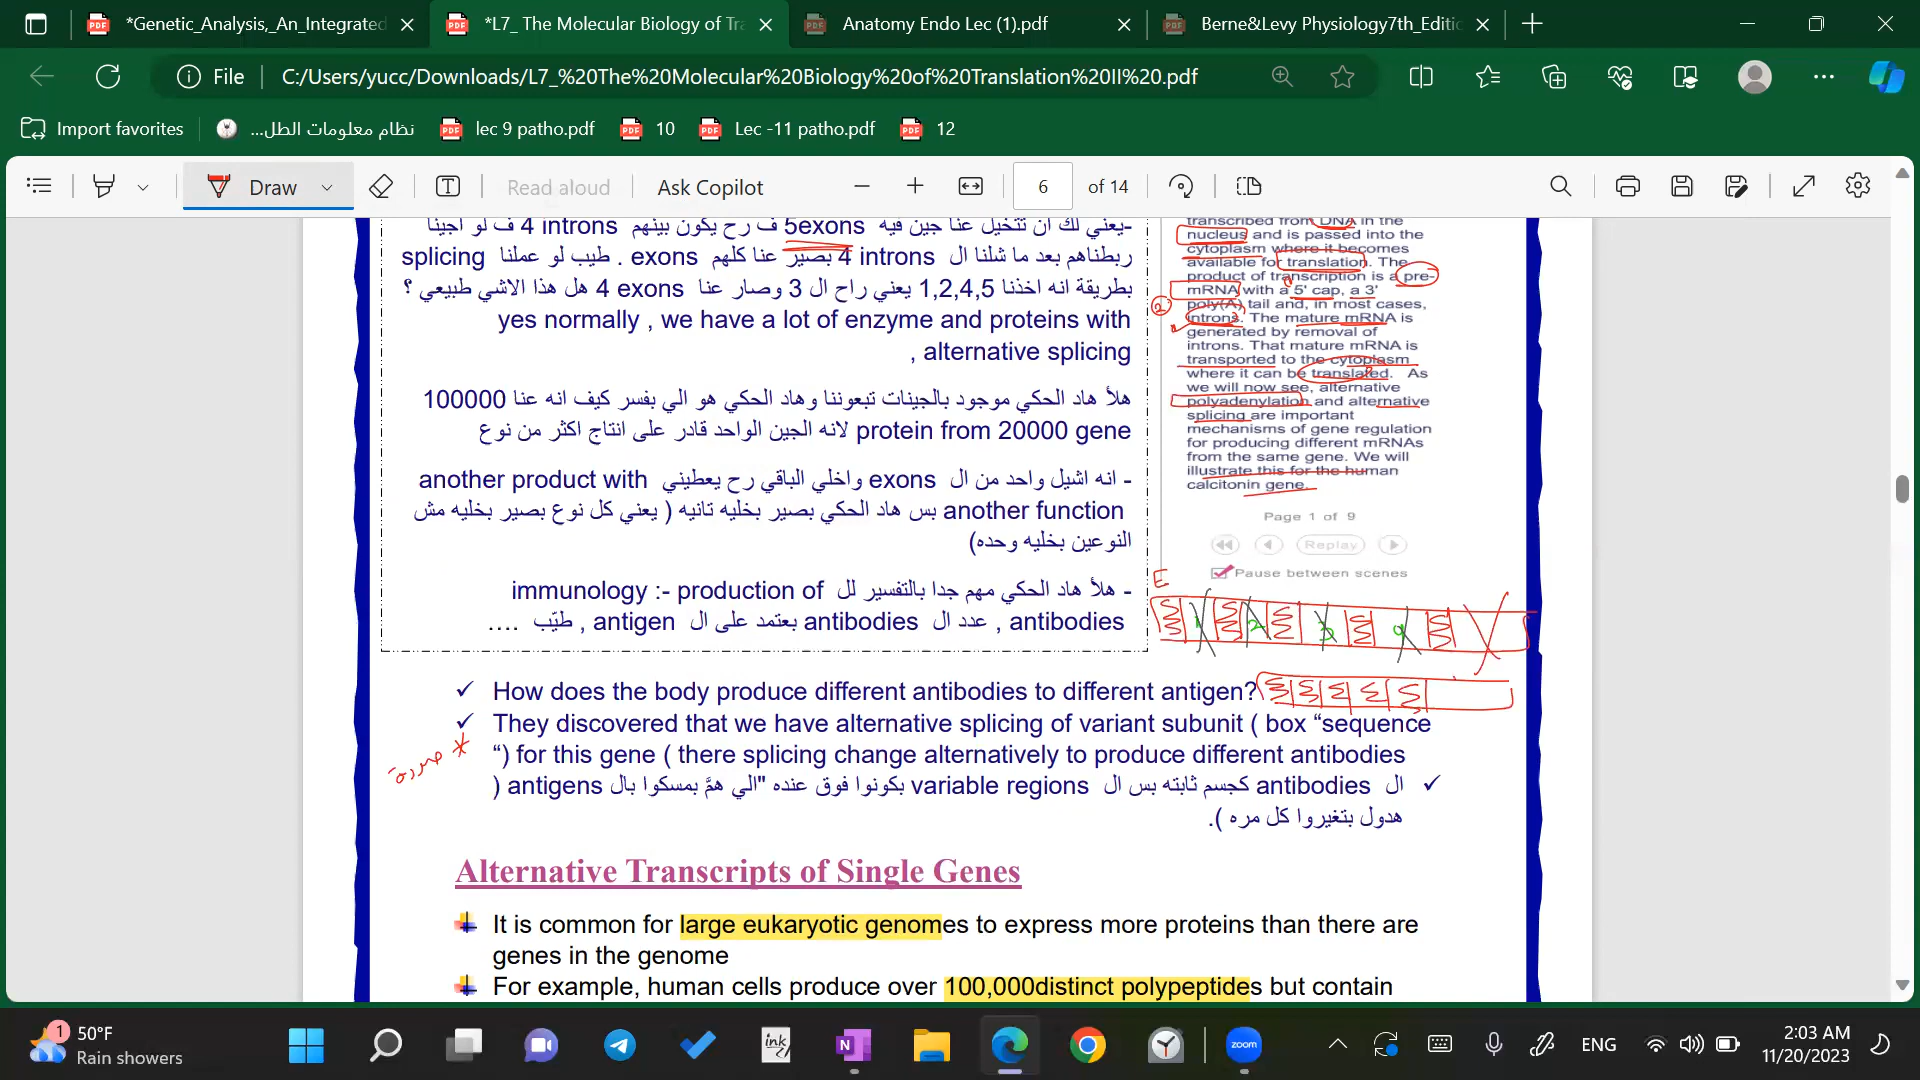 *Genetic_Analysis,_An_Integrated
*L7_ The Molecular Biology of Tra
Anatomy Endo Lec (1).pdf
Berne&Levy Physiology7th_Editio
File
C:/Users/yucc/Downloads/L7_%20The%20Molecular%20Biology%20of%20Translation%20II%20.pdf
Import favorites
نظام معلومات الطل...
lec 9 patho.pdf
10
Lec -11 patho.pdf
12
Draw
Read aloud
Ask Copilot
6
of 14
-يعني لك ان تتخيل عنا جين فيه 5exons ف رح يكون بينهم 4 introns ف لو اجينا
ربطناهم بعد ما شلنا ال 4 introns بصير عنا كلهم exons . طيب لو عملنا splicing
بطريقة انه اخذنا 1,2,4,5 يعني راح ال 3 وصار عنا 4 exons هل هذا الاشي طبيعي ؟
yes normally , we have a lot of enzyme and proteins with
, alternative splicing
هلأ هاد الحكي موجود بالجينات تبعوننا وهاد الحكي هو الي بفسر كيف انه عنا 100000
protein from 20000 gene لانه الجين الواحد قادر على انتاج اكثر من نوع
- انه اشيل واحد من ال exons واخلي الباقي رح يعطيني another product with
another function بس هاد الحكي بصير بخليه تانيه ( يعني كل نوع بصير بخليه مش
النوعين بخليه وحده)
- هلأ هاد الحكي مهم جدا بالتفسير لل immunology :- production of
antibodies , عدد ال antibodies بعتمد على ال antigen , طيّب ....
transcribed from DNA in the
nucleus and is passed into the
cytoplasm where it becomes
available for translation. The
product of transcription is a pre-
mRNA with a 5' cap, a 3'
poly(A) tail and, in most cases,
introns. The mature mRNA is
generated by removal of
introns. That mature mRNA is
transported to the cytoplasm
where it can be translated. As
we will now see, alternative
polyadenylation and alternative
splicing are important
mechanisms of gene regulation
for producing different mRNAs
from the same gene. We will
illustrate this for the human
calcitonin gene.
Page 1 of 9
Replay
Pause between scenes
E
1 2 3 4
How does the body produce different antibodies to different antigen?
They discovered that we have alternative splicing of variant subunit ( box “sequence
“) for this gene ( there splicing change alternatively to produce different antibodies
ال antibodies كجسم ثابته بس ال variable regions بكونوا فوق عنده "الي همَّ بمسكوا بال antigens (
هدول بتغيروا كل مره ).
Alternative Transcripts of Single Genes
It is common for large eukaryotic genomes to express more proteins than there are
genes in the genome
For example, human cells produce over 100,000distinct polypeptides but contain
1
50°F
Rain showers
zoom
ENG
2:03 AM
11/20/2023